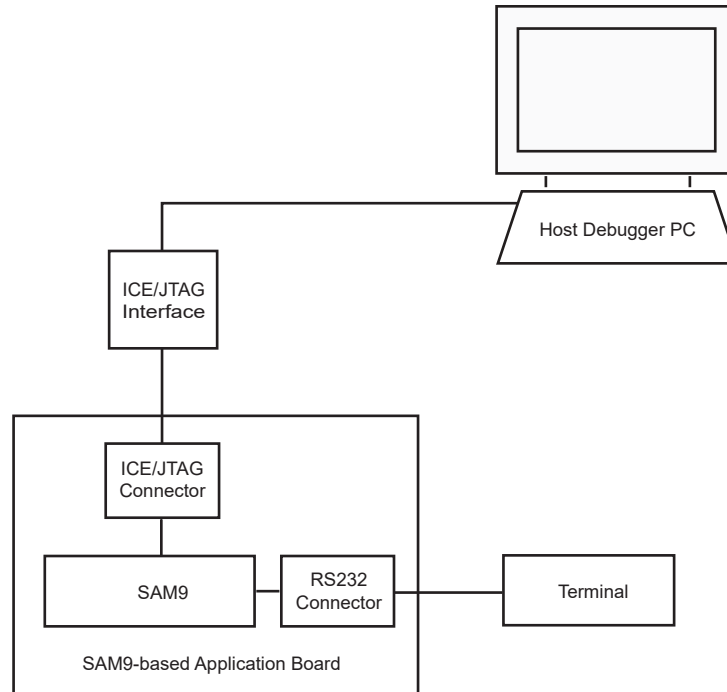 Host Debugger PC
ICE/JTAG
Interface
ICE/JTAG
Connector
SAM9
RS232
Connector
Terminal
SAM9-based Application Board